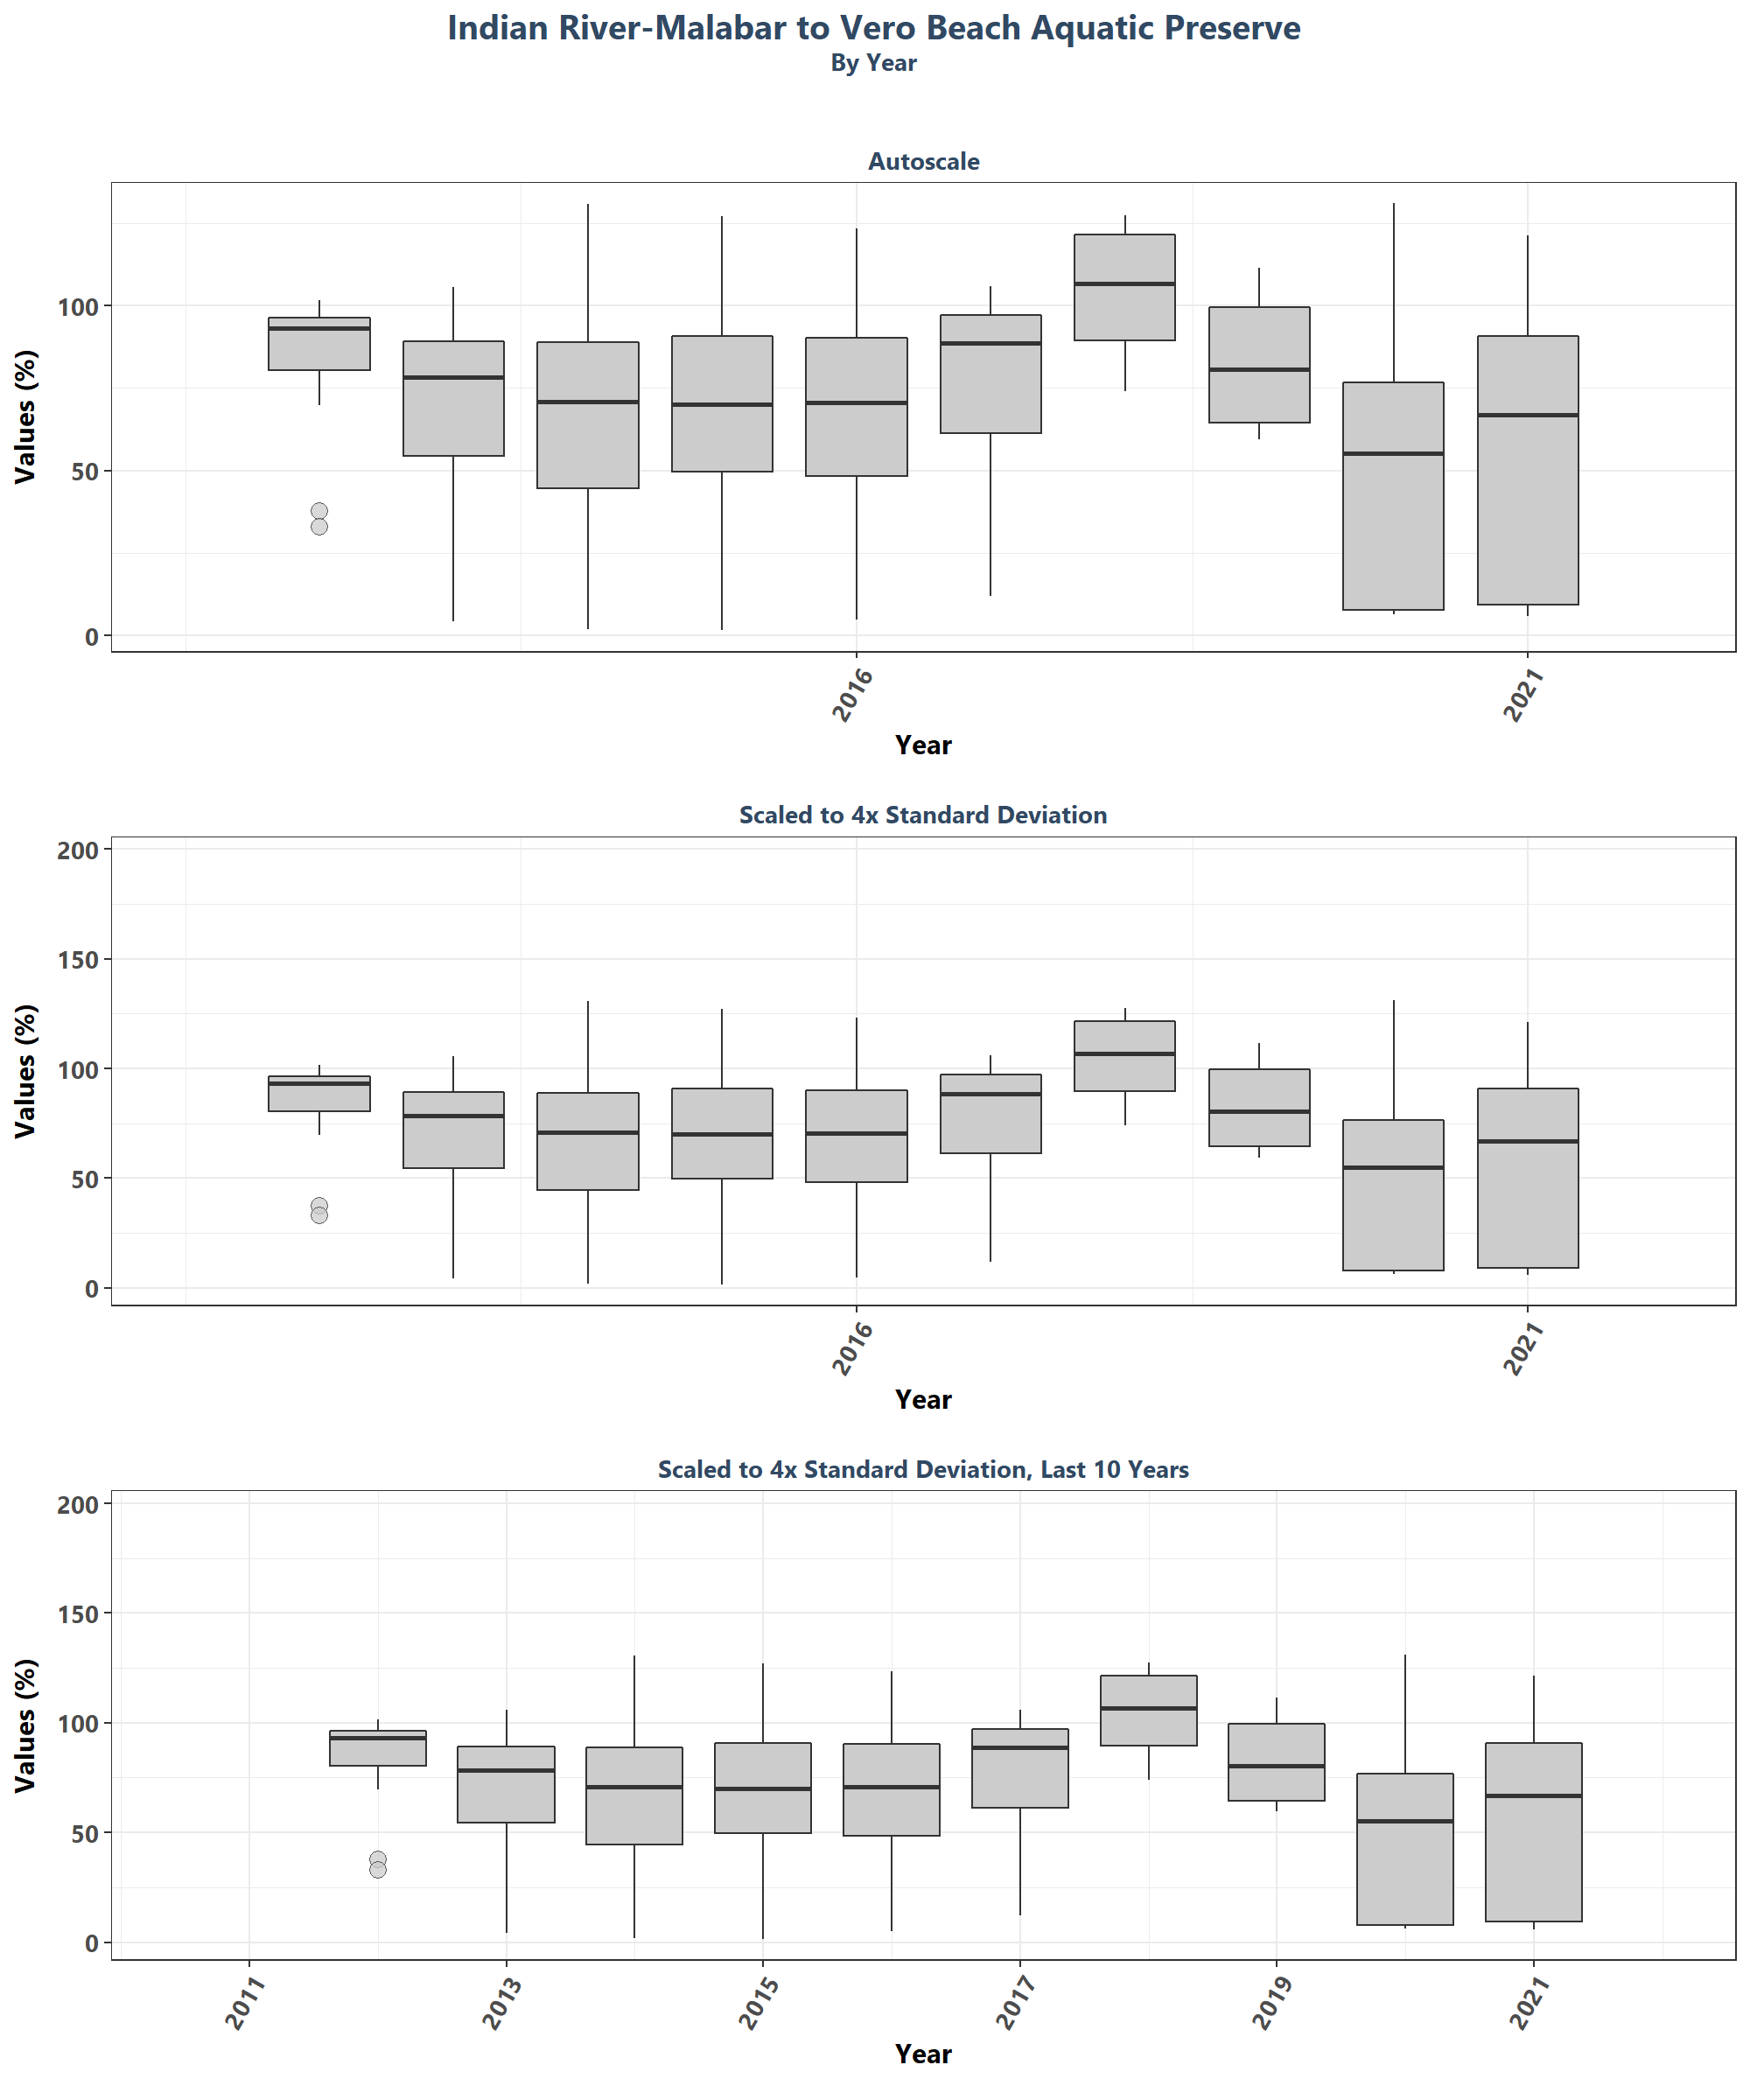 Indian River-Malabar to Vero Beach Aquatic Preserve
By Year
Autoscale
Values (%)
100
50
0
2016
2021
Year
Scaled to 4x Standard Deviation
Values (%)
200
150
100
50
0
2016
2021
Year
Scaled to 4x Standard Deviation, Last 10 Years
Values (%)
200
150
100
50
0
2011
2013
2015
2017
2019
2021
Year